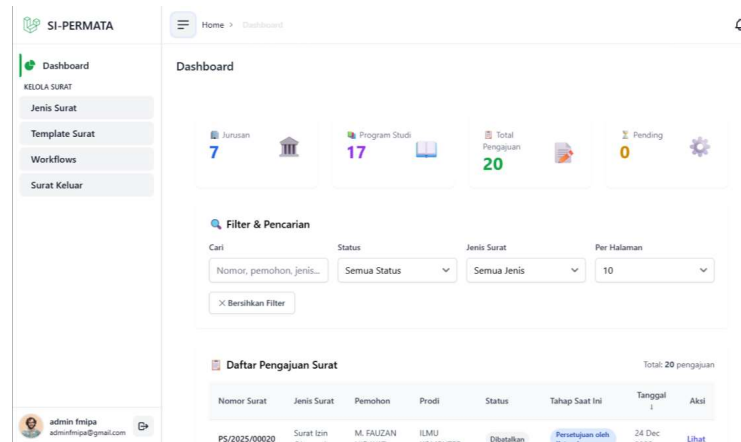 SI-PERMATA
Home > Dashboard
Dashboard
KELOLA SURAT
Jenis Surat
Template Surat
Workflows
Surat Keluar
admin fmipa
adminfmipa@gmail.com
Dashboard
Jurusan
7
Program Studi
17
Total
Pengajuan
20
Pending
0
Filter & Pencarian
Cari Status Jenis Surat Per Halaman
Nomor, pemohon, jenis... Semua Status Semua Jenis 10
× Bersihkan Filter
Daftar Pengajuan Surat Total: 20 pengajuan
Nomor Surat Jenis Surat Pemohon Prodi Status Tahap Saat Ini Tanggal ↓ Aksi
PS/2025/00020 Surat Izin M. FAUZAN ILMU Dibatalkan Persetujuan oleh 24 Dec Lihat